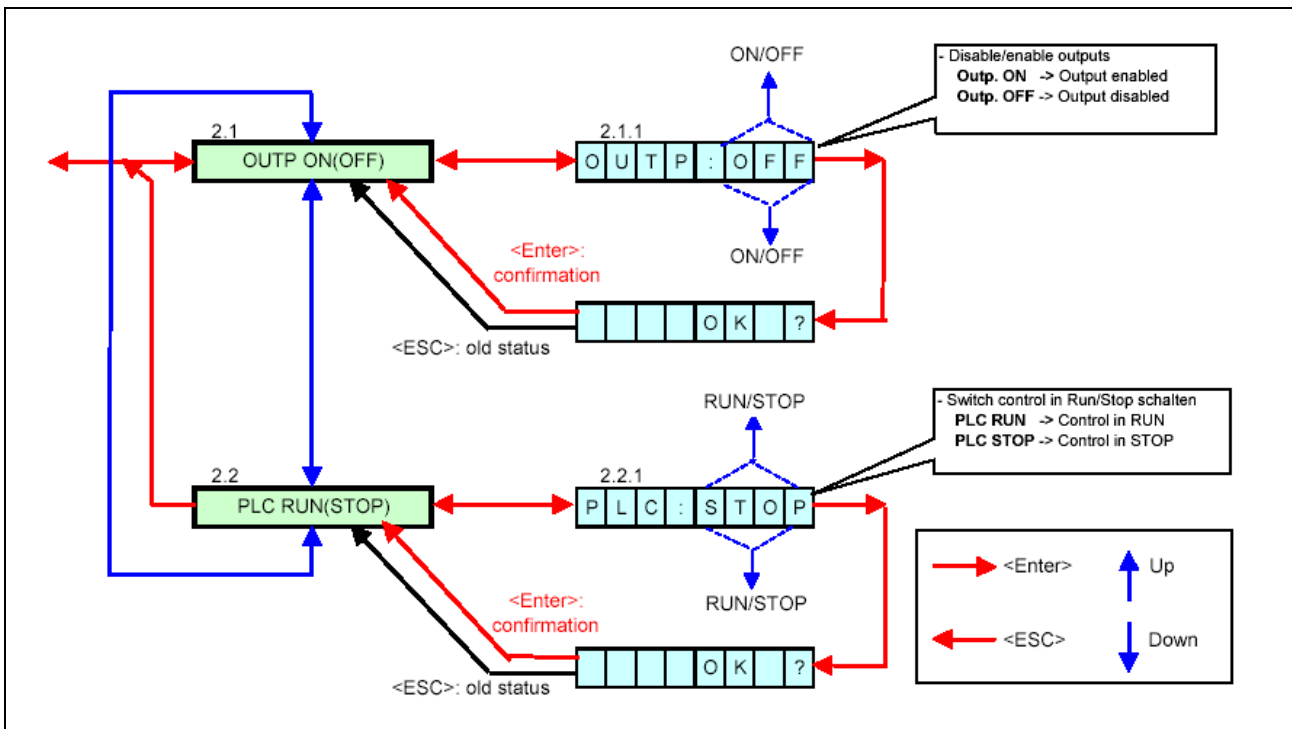 ON/OFF
- Disable/enable outputs
Outp. ON -> Output enabled
Outp. OFF -> Output disabled
2.1
OUTP ON(OFF)
2.1.1
O U T P : O F F
ON/OFF
<Enter>:
confirmation
O K ?
<ESC>: old status
RUN/STOP
- Switch control in Run/Stop schalten
PLC RUN -> Control in RUN
PLC STOP -> Control in STOP
2.2
PLC RUN(STOP)
2.2.1
P L C : S T O P
RUN/STOP
<Enter>:
confirmation
O K ?
<ESC>: old status
<Enter> Up
<ESC> Down